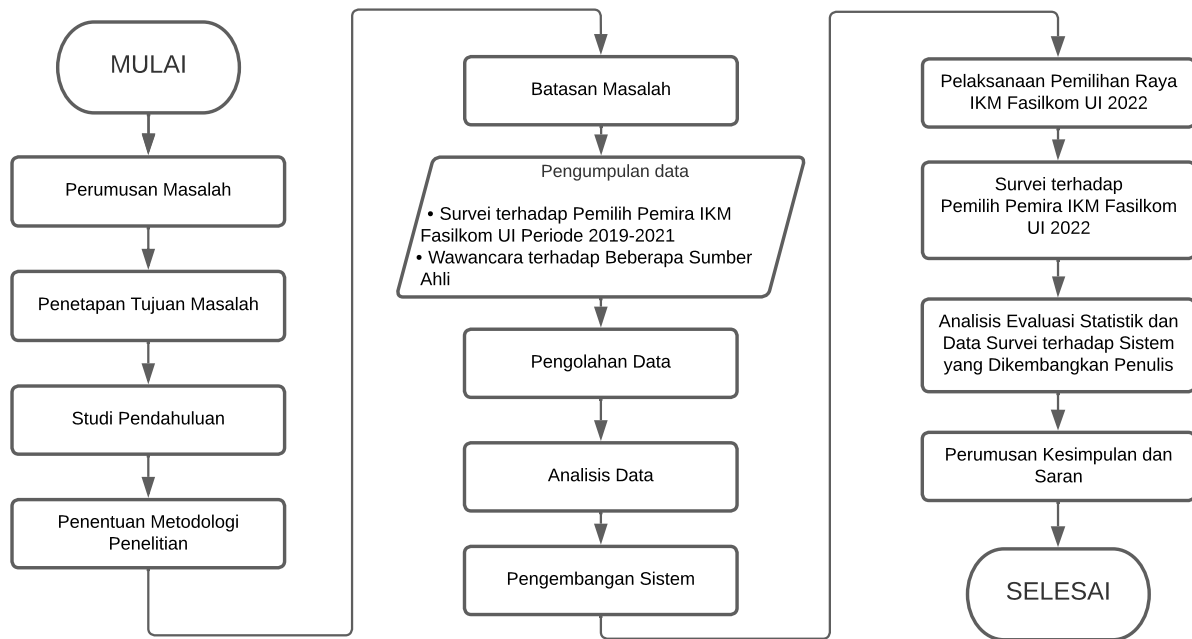 MULAI
Perumusan Masalah
Penetapan Tujuan Masalah
Studi Pendahuluan
Penentuan Metodologi
Penelitian
Batasan Masalah
Pengumpulan data
• Survei terhadap Pemilih Pemira IKM
Fasilkom UI Periode 2019-2021
• Wawancara terhadap Beberapa Sumber
Ahli
Pengolahan Data
Analisis Data
Pengembangan Sistem
Pelaksanaan Pemilihan Raya
IKM Fasilkom UI 2022
Survei terhadap
Pemilih Pemira IKM Fasilkom
UI 2022
Analisis Evaluasi Statistik dan
Data Survei terhadap Sistem
yang Dikembangkan Penulis
Perumusan Kesimpulan dan
Saran
SELESAI